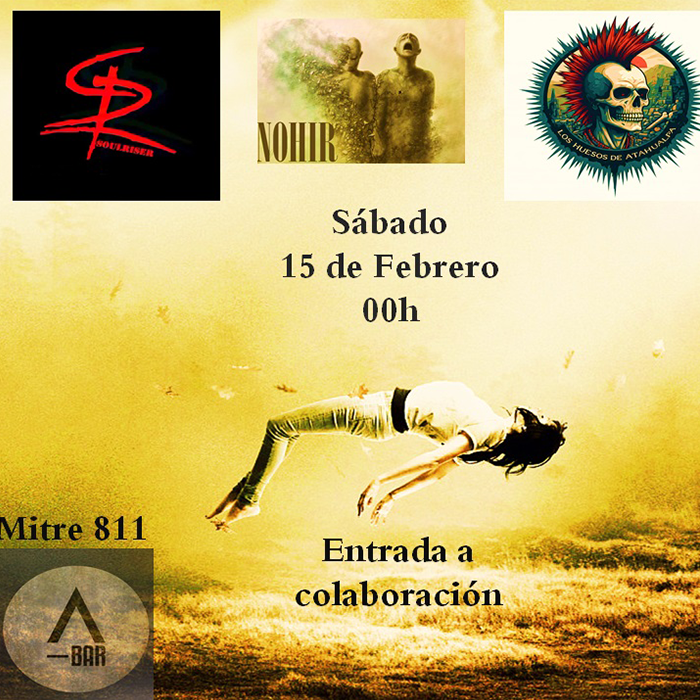 SOULRISER
NOHIR
LOS HUESOS DE ATAHUALPA
Sábado
15 de Febrero
00h
Mitre 811
Entrada a
colaboración
BAR